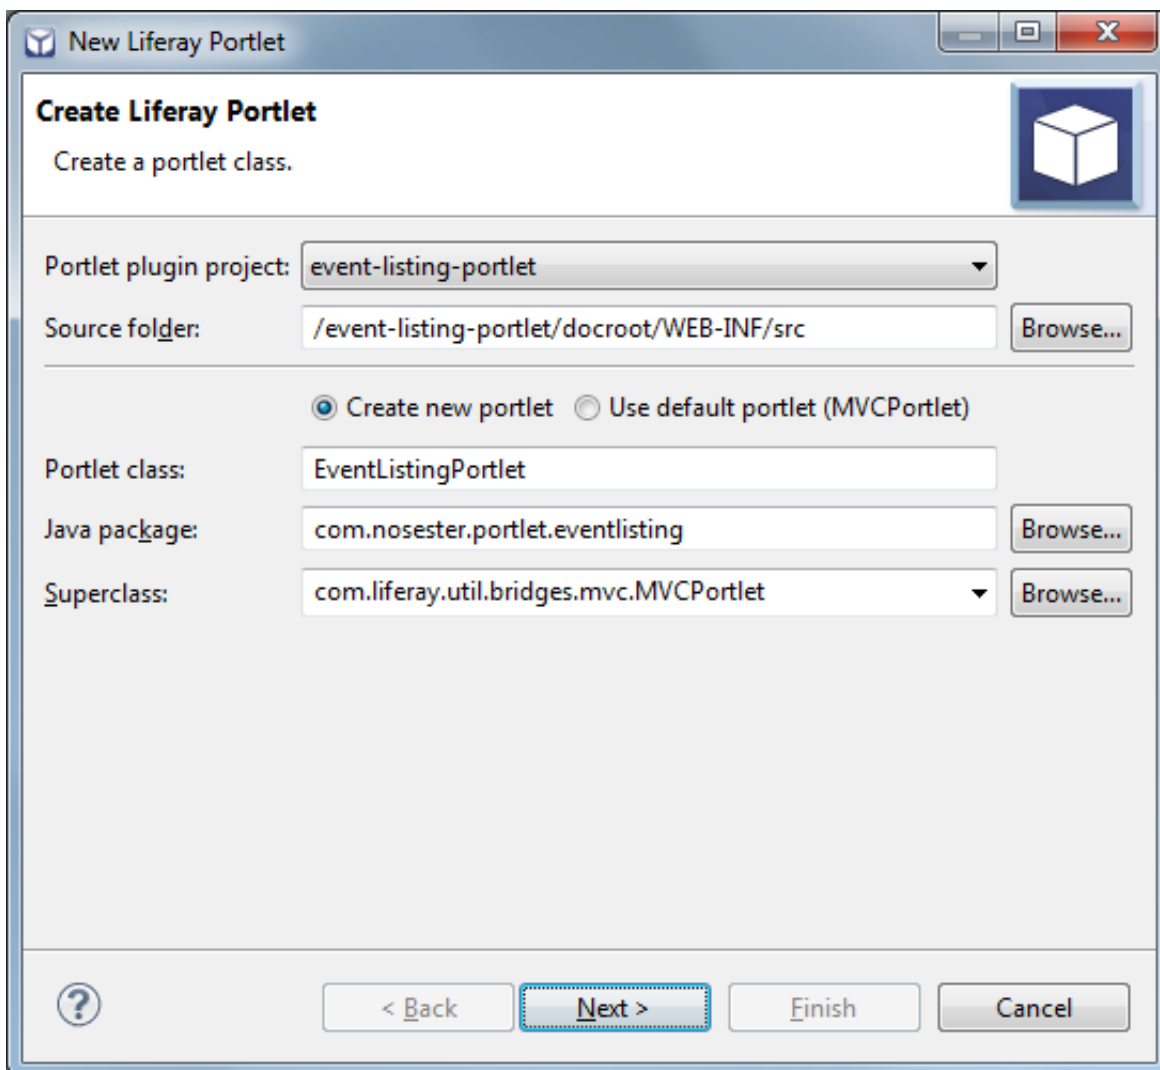 New Liferay Portlet
Create Liferay Portlet
Create a portlet class.
Portlet plugin project: event-listing-portlet
Source folder: /event-listing-portlet/docroot/WEB-INF/src Browse...
Create new portlet Use default portlet (MVCPortlet)
Portlet class: EventListingPortlet
Java package: com.nosester.portlet.eventlisting Browse...
Superclass: com.liferay.util.bridges.mvc.MVCPortlet Browse...
? < Back Next > Finish Cancel